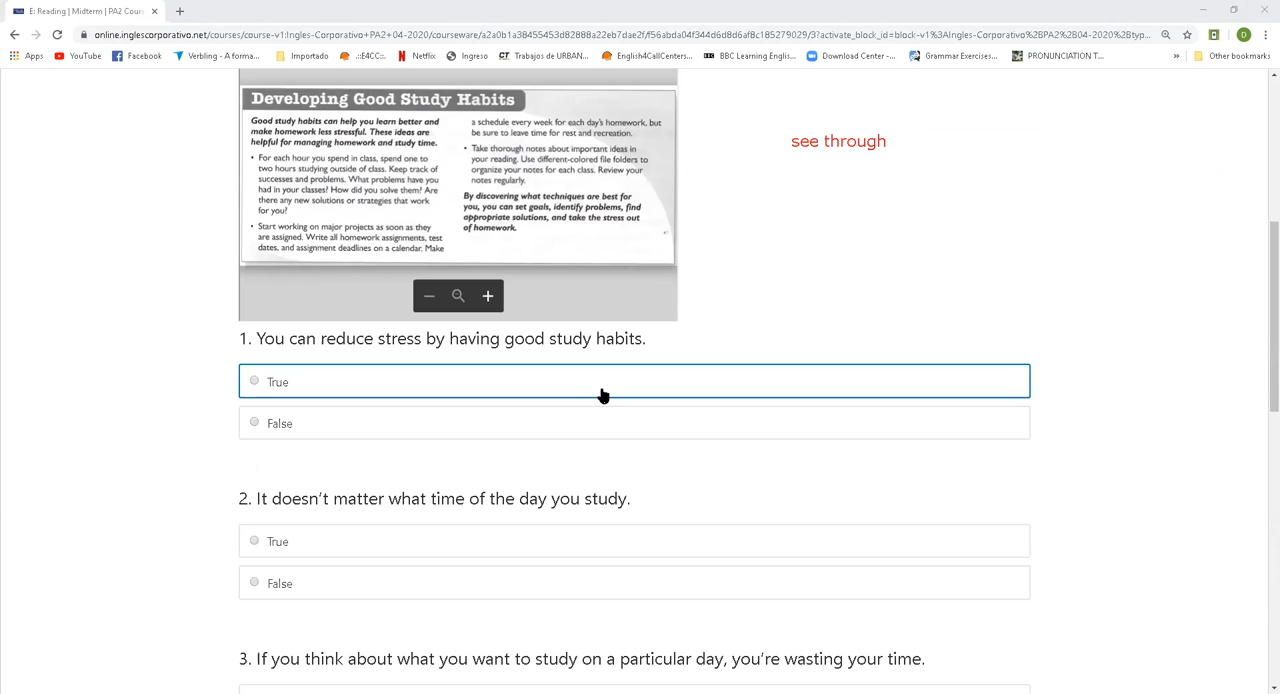 E: Reading | Midterm | PA2 Cours
online.inglescorporativo.net/courses/course-v1:Ingles-Corporativo+PA2+04-2020/courseware/a2a0b1a38455453d82888a22eb7dae2f/f56abda04f344d6d8d6af8c185279029/3?activate_block_id=block-v1%3AIngles-Corporativo%2BPA2%2B04-2020%2Btyp...
D
Apps YouTube Facebook Verbling - A forma... Importado .::E4CC::. Netflix Ingreso CT Trabajos de URBAN... English4CallCenters... BBC Learning Englis... Download Center -... Grammar Exercises... PRONUNCIATION T... » Other bookmarks
Developing Good Study Habits
Good study habits can help you learn better and
make homework less stressful. These ideas are
helpful for managing homework and study time.
• For each hour you spend in class, spend one to
two hours studying outside of class. Keep track of
successes and problems. What problems have you
had in your classes? How did you solve them? Are
there any new solutions or strategies that work
for you?
• Start working on major projects as soon as they
are assigned. Write all homework assignments, test
dates, and assignment deadlines on a calendar. Make
a schedule every week for each day's homework, but
be sure to leave time for rest and recreation.
• Take thorough notes about important ideas in
your reading. Use different-colored file folders to
organize your notes for each class. Review your
notes regularly.
By discovering what techniques are best for
you, you can set goals, identify problems, find
appropriate solutions, and take the stress out
of homework.
see through
1. You can reduce stress by having good study habits.
True
False
2. It doesn't matter what time of the day you study.
True
False
3. If you think about what you want to study on a particular day, you're wasting your time.